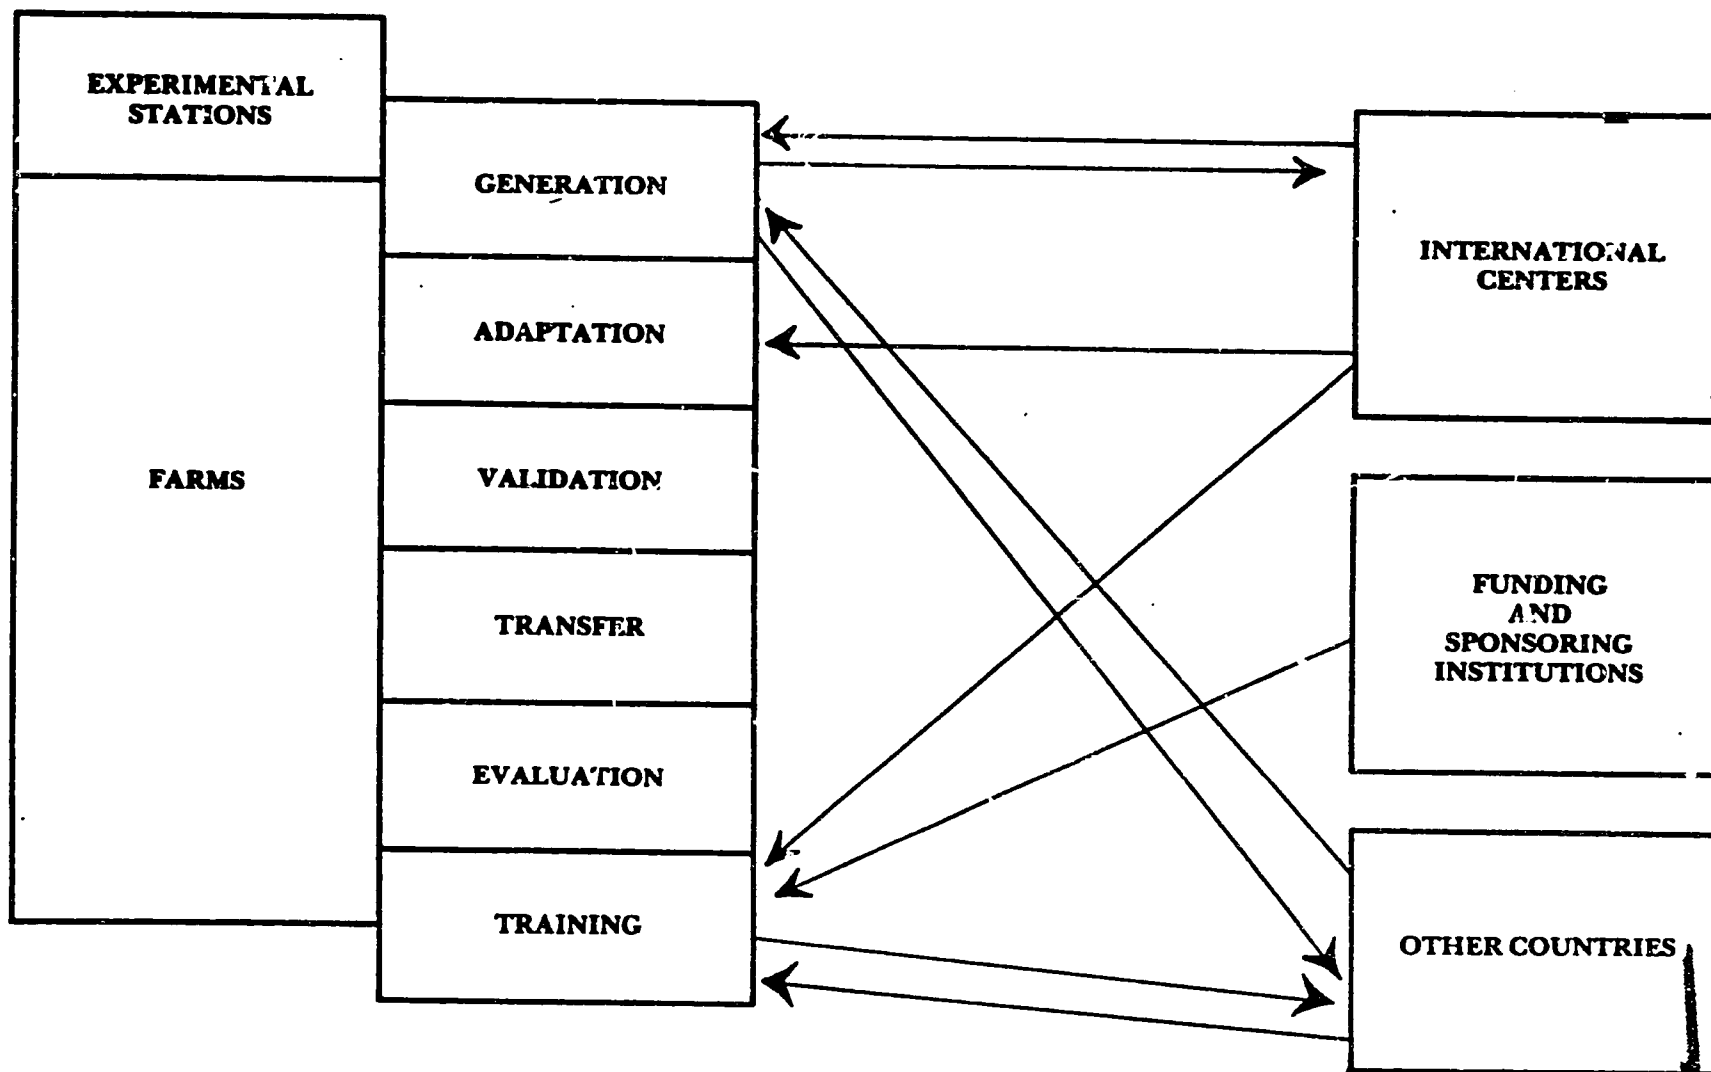 EXPERIMENTAL
STATIONS
FARMS
GENERATION
ADAPTATION
VALIDATION
TRANSFER
EVALUATION
TRAINING
INTERNATIONAL
CENTERS
FUNDING
AND
SPONSORING
INSTITUTIONS
OTHER COUNTRIES